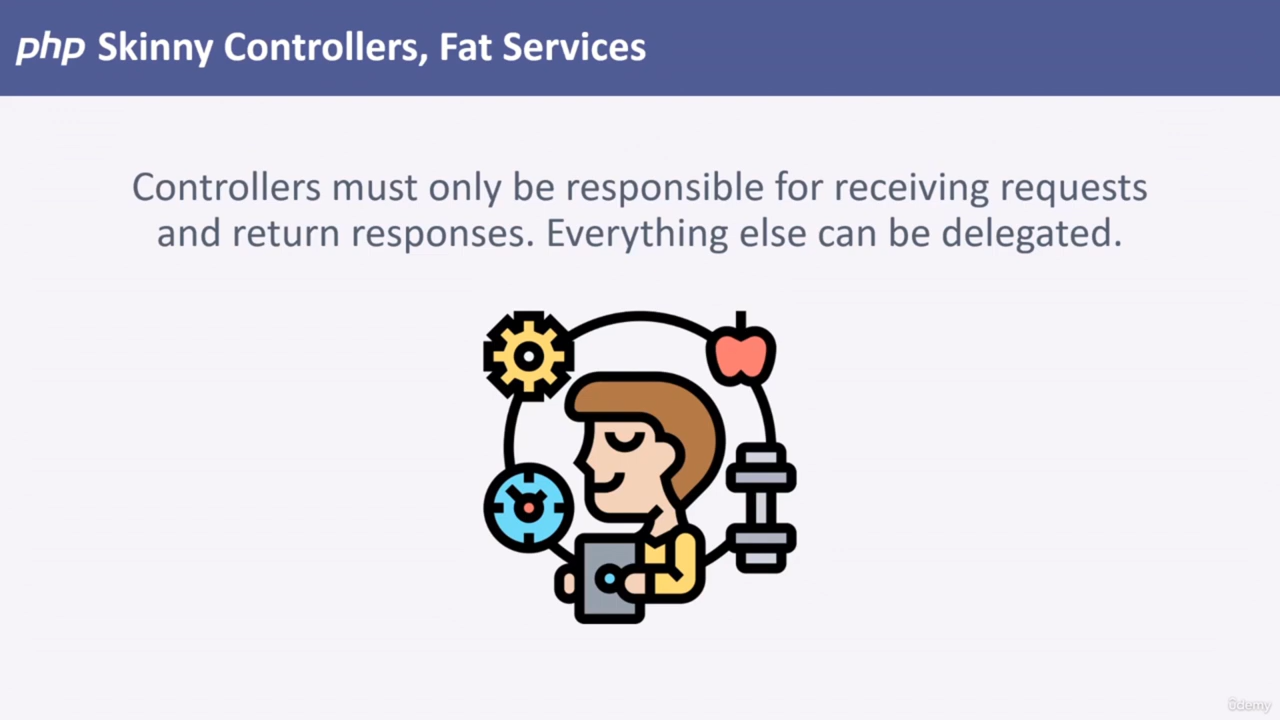 php Skinny Controllers, Fat Services
Controllers must only be responsible for receiving requests
and return responses. Everything else can be delegated.
ûdemy